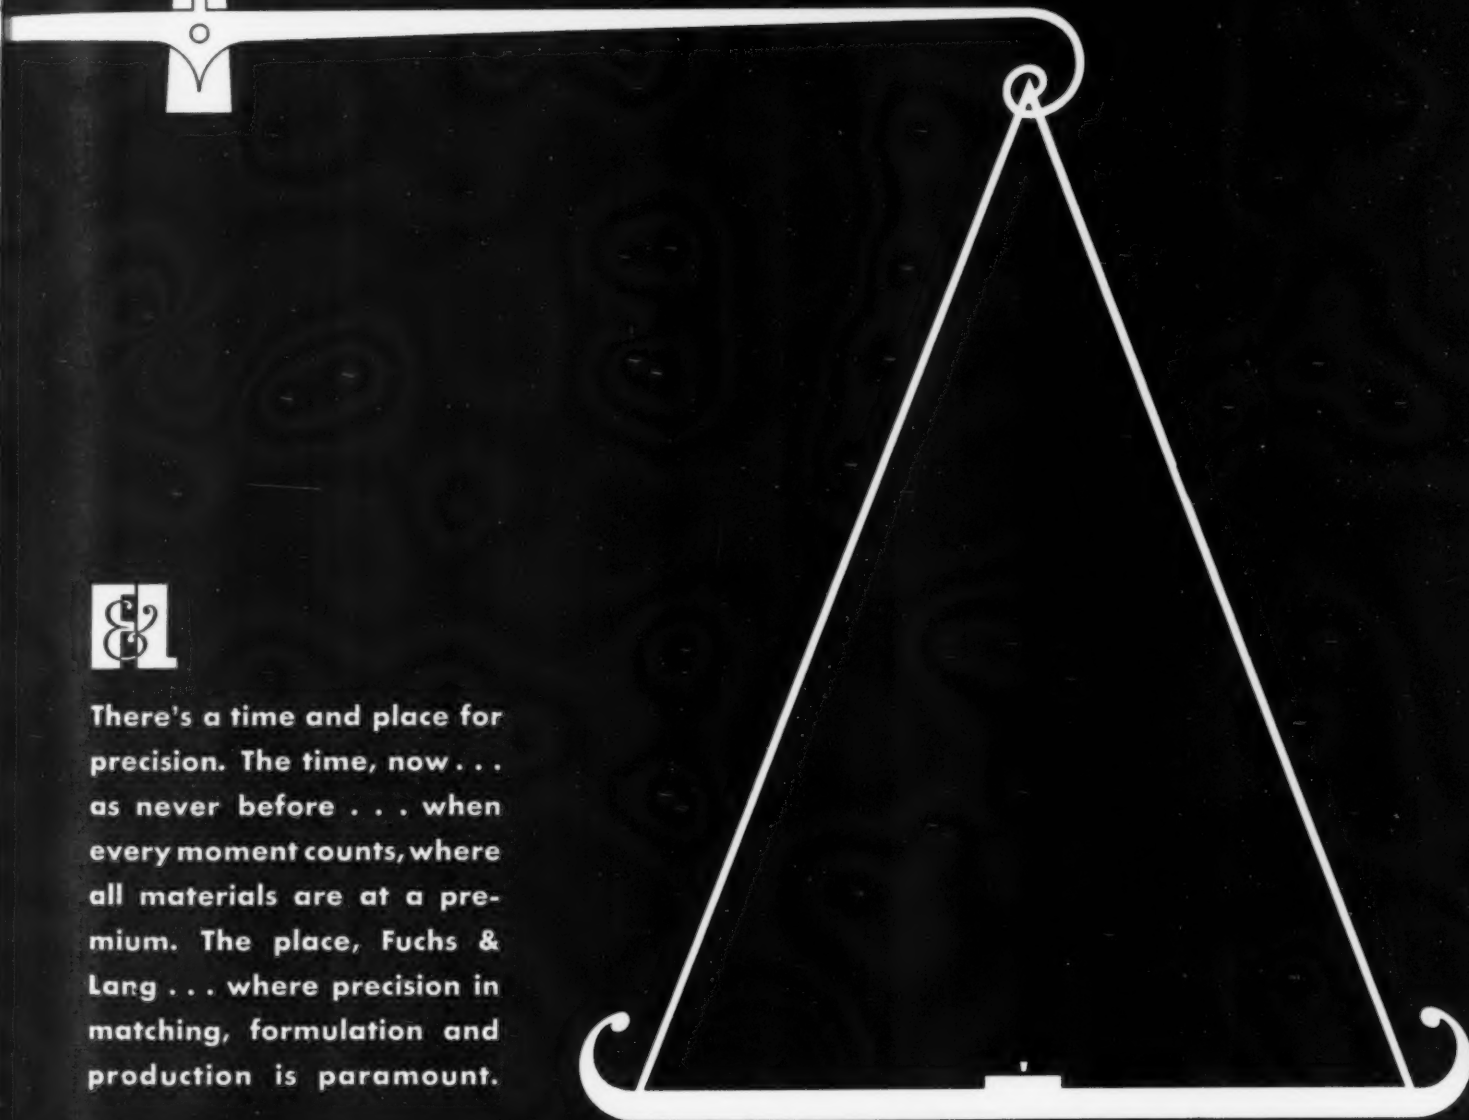 F&L
There's a time and place for
precision. The time, now...
as never before . . . when
every moment counts, where
all materials are at a pre-
mium. The place, Fuchs &
Lang . . . where precision in
matching, formulation and
production is paramount.